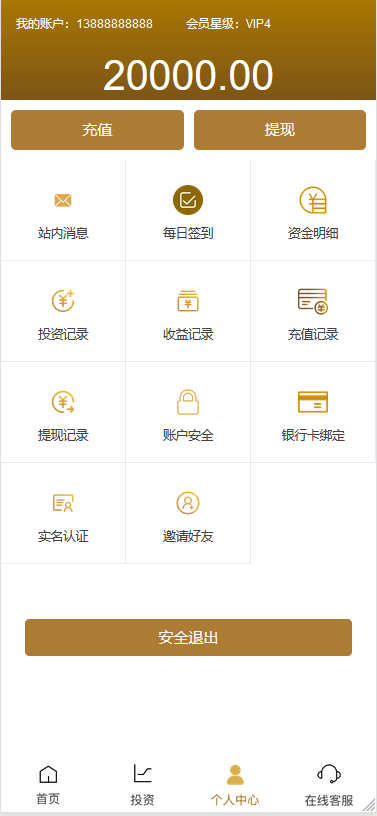 我的账户：13888888888 会员星级：VIP4
20000.00
充值 提现
站内消息 每日签到 资金明细
投资记录 收益记录 充值记录
提现记录 账户安全 银行卡绑定
实名认证 邀请好友
安全退出
首页 投资 个人中心 在线客服